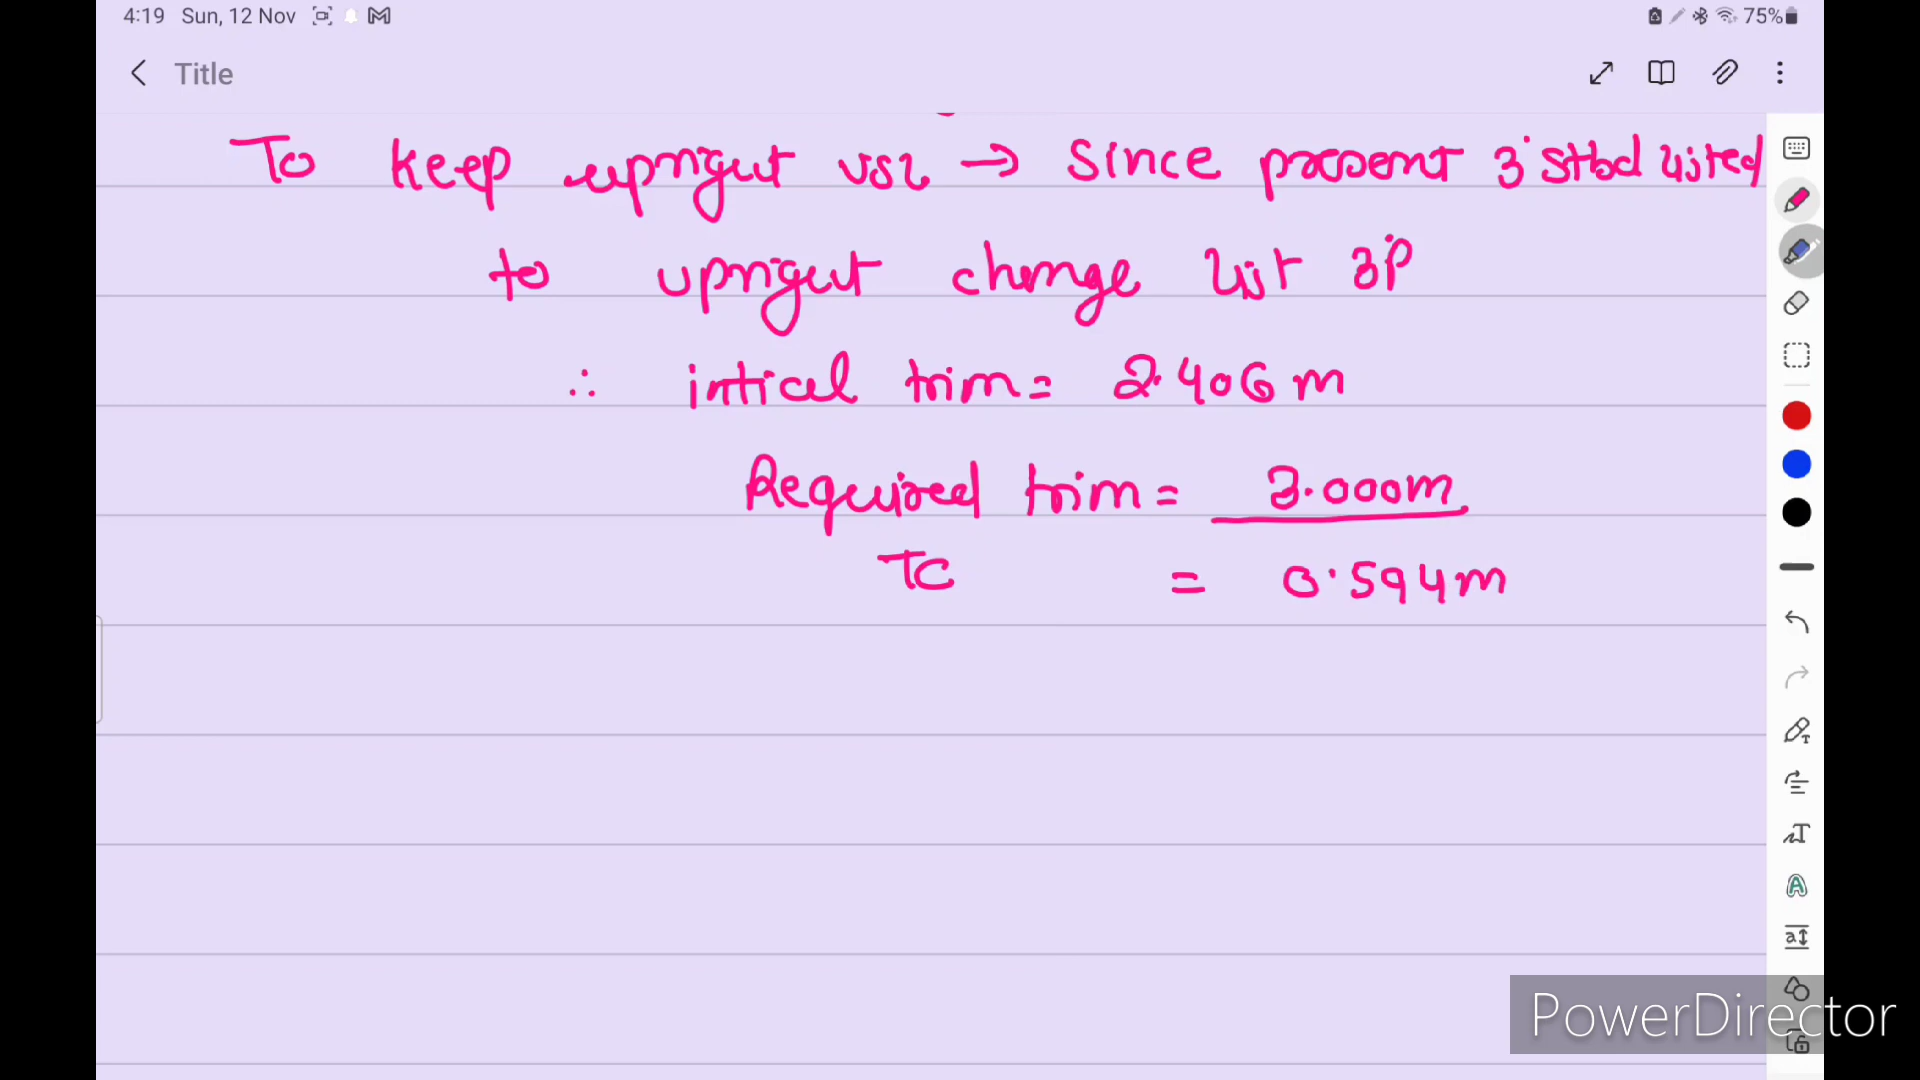 4:19 Sun, 12 Nov 75%
Title
To keep upright vsl → Since present 3° stbd listed
to upright change list 3°P
∴ intical trim = 2.406 m
Required trim = 3.000m
TC = 0.594m
PowerDirector